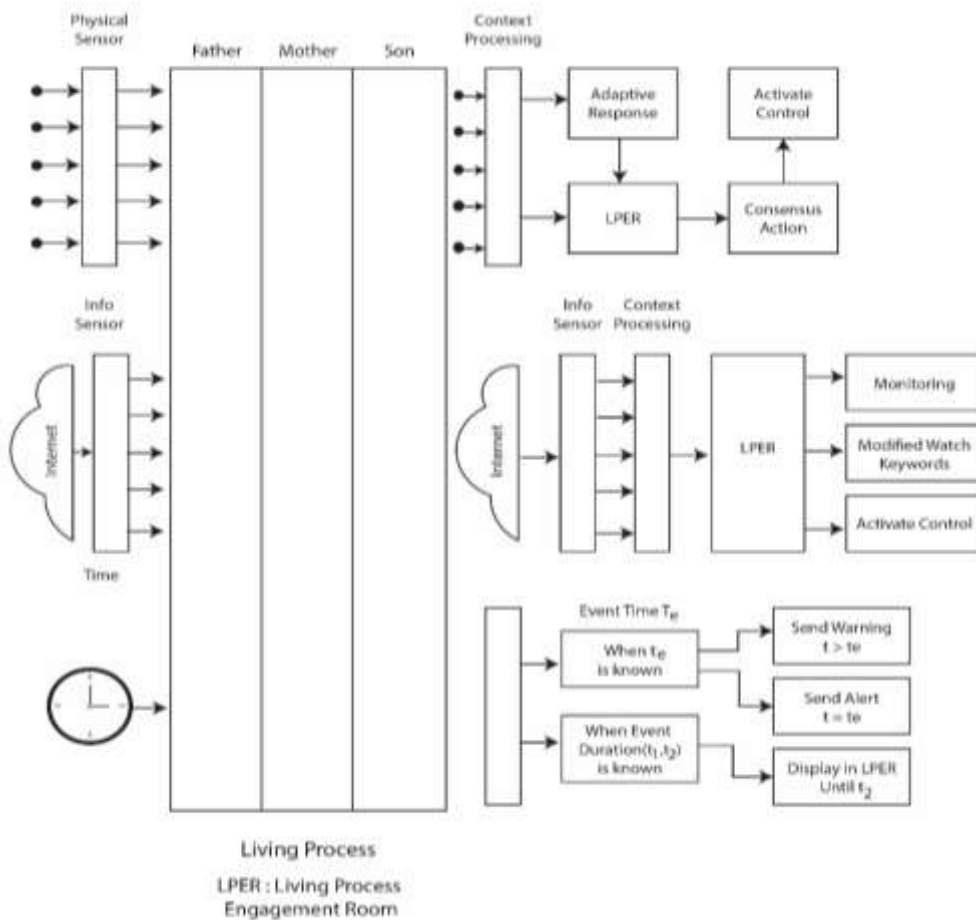 Physical
Sensor
Father
Mother
Son
Context
Processing
Adaptive
Response
Activate
Control
LPER
Consensus
Action
Info
Sensor
Internet
Time
Info
Sensor
Context
Processing
Internet
LPER
Monitoring
Modified Watch
Keywords
Activate Control
Event Time Te
When te
is known
Send Warning
t > te
Send Alert
t = te
When Event
Duration(t1,t2)
is known
Display in LPER
Until t2
Living Process
LPER : Living Process
Engagement Room